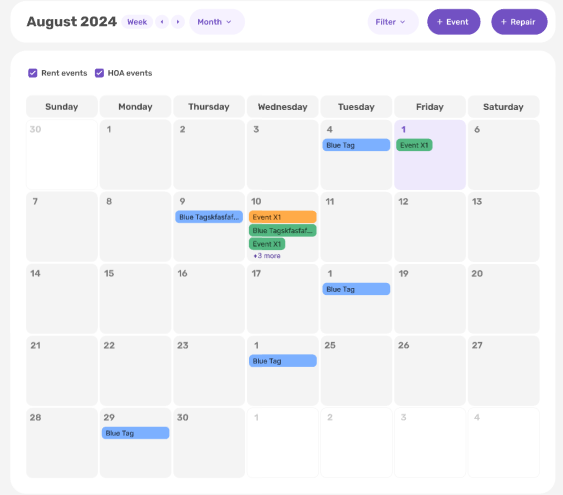 August 2024 Week Month Filter + Event + Repair
Rent events HOA events
Sunday Monday Thursday Wednesday Tuesday Friday Saturday
30 1 2 3 4 1 6
Blue Tag Event X1
7 8 9 10 11 12 13
Blue Tagskfasfaf... Event X1
Blue Tagskfasfaf...
Event X1
+3 more
14 15 16 17 1 19 20
Blue Tag
21 22 23 1 25 26 27
Blue Tag
28 29 30 1 2 3 4
Blue Tag